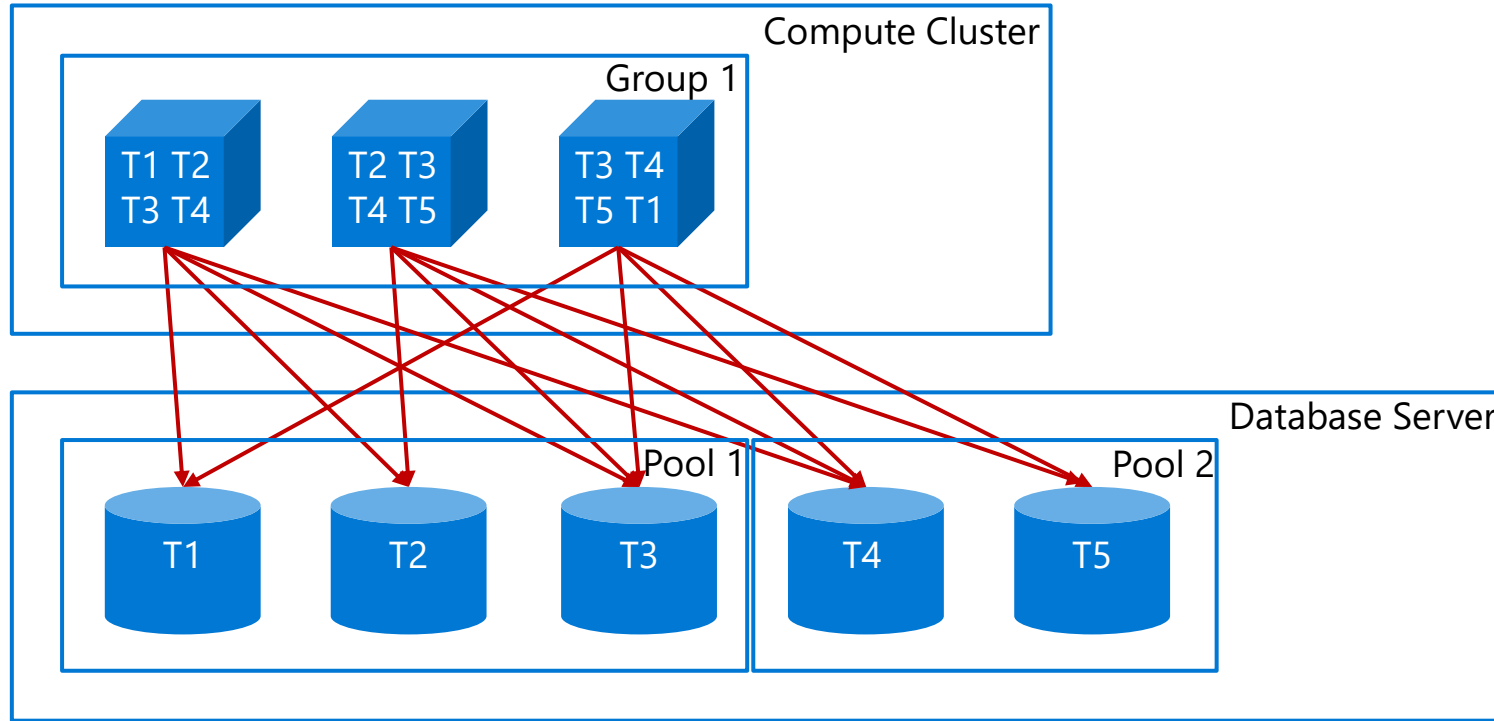 Compute Cluster
Group 1
T1 T2
T3 T4
T2 T3
T4 T5
T3 T4
T5 T1
Database Server
Pool 1
Pool 2
T1
T2
T3
T4
T5